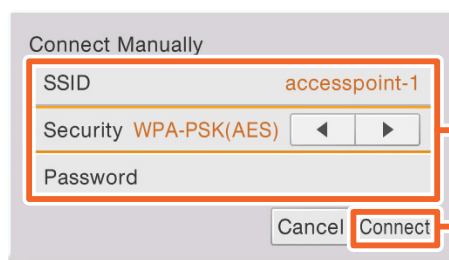 Connect Manually
SSID accesspoint-1
Security WPA-PSK(AES)
Password
Cancel Connect